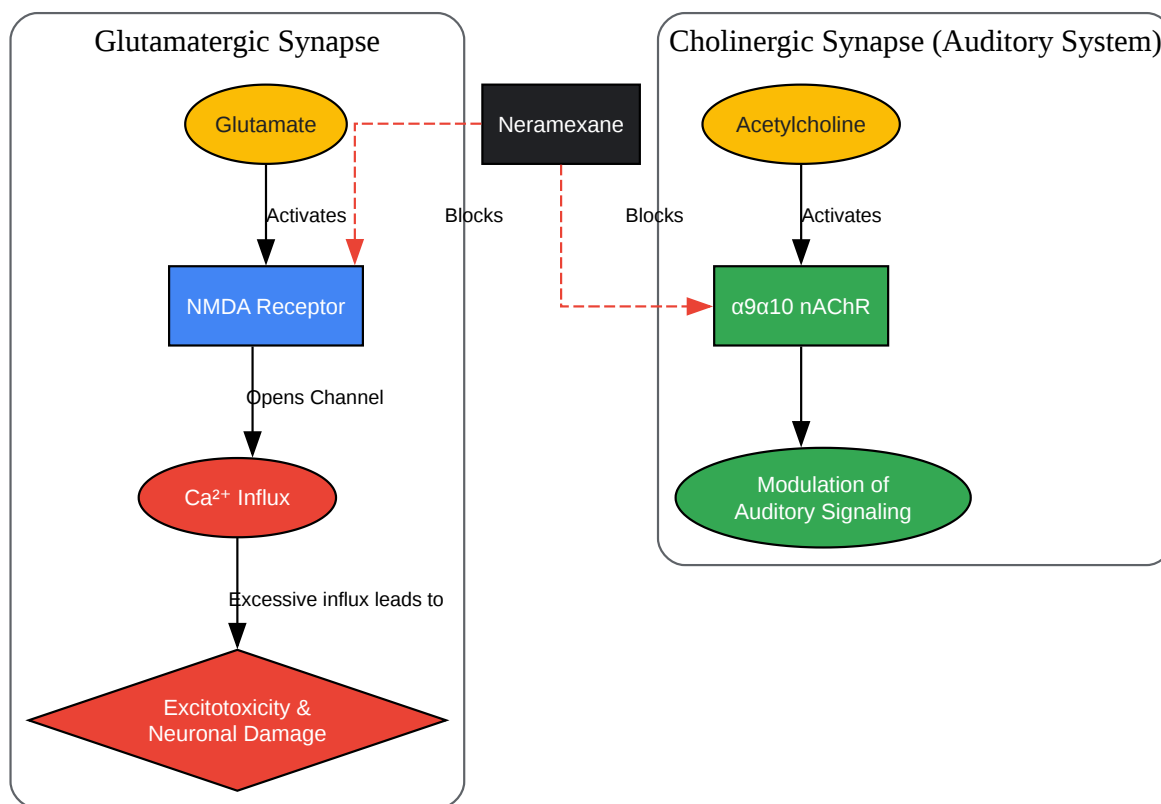 Glutamatergic Synapse
Cholinergic Synapse (Auditory System)
Glutamate
Neramexane
Acetylcholine
Activates
Blocks
Blocks
Activates
NMDA Receptor
α9α10 nAChR
Opens Channel
Ca²⁺ Influx
Modulation of
Auditory Signaling
Excessive influx leads to
Excitotoxicity &
Neuronal Damage